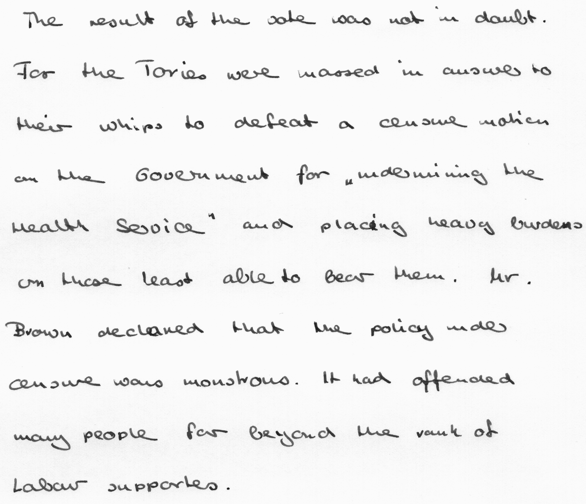 The result of the vote was not in doubt.
For the Tories were massed in answer to
their whips to defeat a censure motion
on the Government for „undermining the
Health Service" and placing heavy burdens
on those least able to bear them. Mr.
Brown declared that the policy under
censure was monstrous. It had offended
many people far beyond the rank of
Labour supportes.